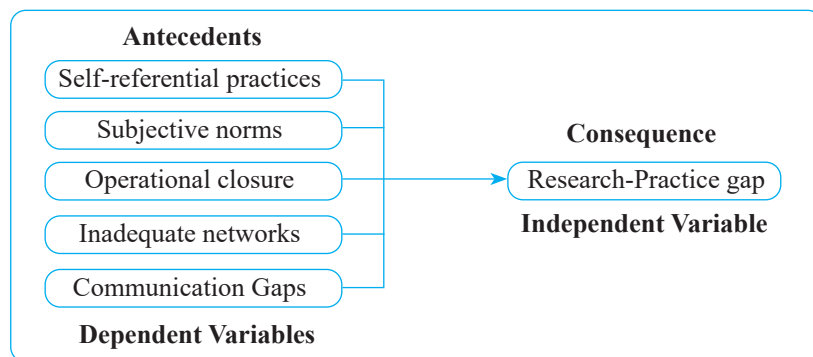 Antecedents
Self-referential practices
Subjective norms
Operational closure
Inadequate networks
Communication Gaps
Dependent Variables
Consequence
Research-Practice gap
Independent Variable